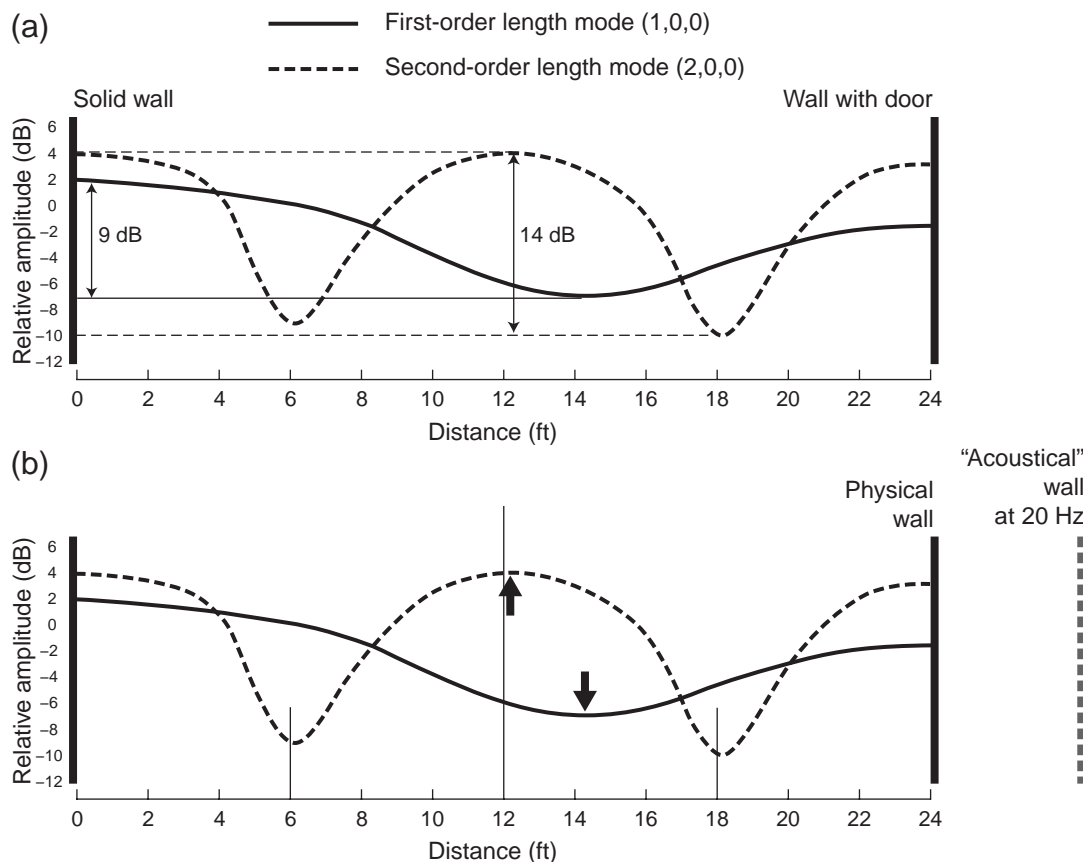 (a)
First-order length mode (1,0,0)
Second-order length mode (2,0,0)
Solid wall
Wall with door
Relative amplitude (dB)
6
4
2
0
−2
−4
−6
−8
−10
−12
9 dB
14 dB
0 2 4 6 8 10 12 14 16 18 20 22 24
Distance (ft)
(b)
“Acoustical”
wall
at 20 Hz
Physical
wall
Relative amplitude (dB)
6
4
2
0
−2
−4
−6
−8
−10
−12
0 2 4 6 8 10 12 14 16 18 20 22 24
Distance (ft)